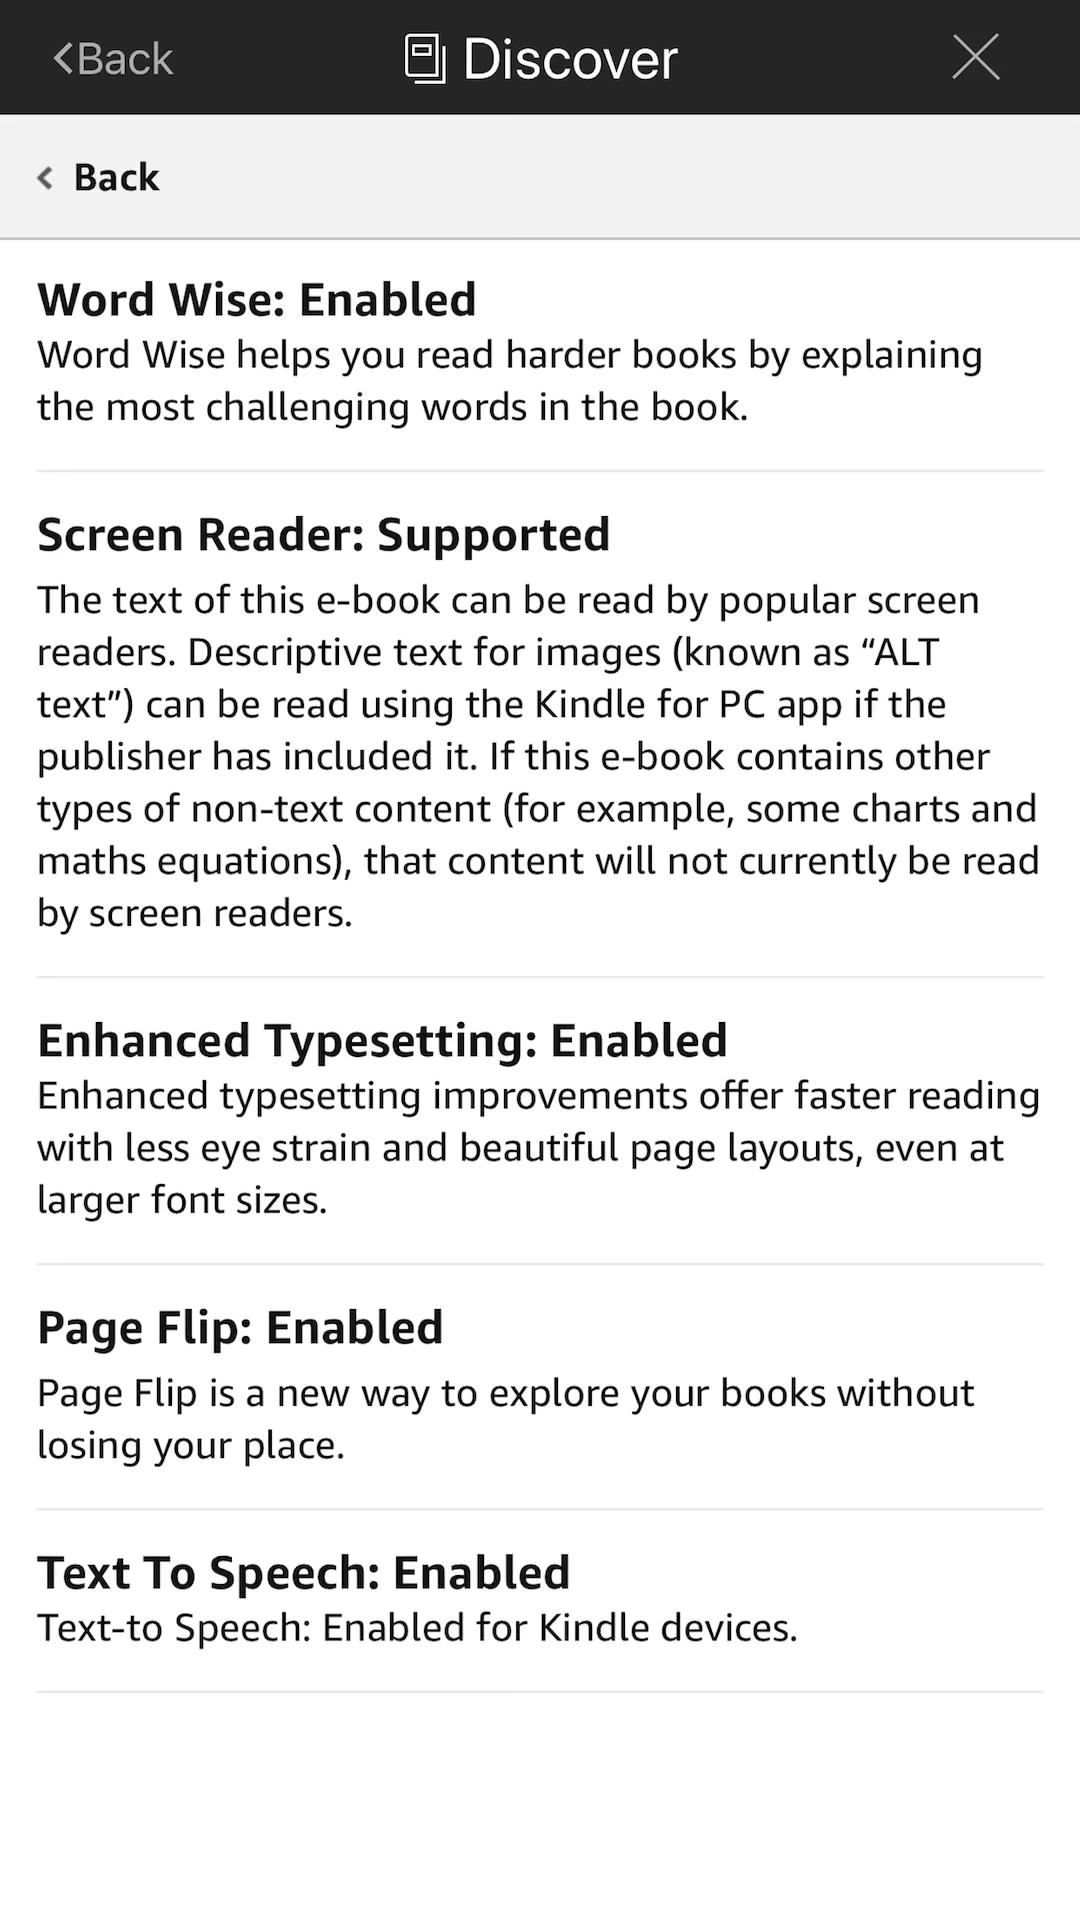 Back
Discover
Back
Word Wise: Enabled
Word Wise helps you read harder books by explaining
the most challenging words in the book.
Screen Reader: Supported
The text of this e-book can be read by popular screen
readers. Descriptive text for images (known as “ALT
text”) can be read using the Kindle for PC app if the
publisher has included it. If this e-book contains other
types of non-text content (for example, some charts and
maths equations), that content will not currently be read
by screen readers.
Enhanced Typesetting: Enabled
Enhanced typesetting improvements offer faster reading
with less eye strain and beautiful page layouts, even at
larger font sizes.
Page Flip: Enabled
Page Flip is a new way to explore your books without
losing your place.
Text To Speech: Enabled
Text-to Speech: Enabled for Kindle devices.